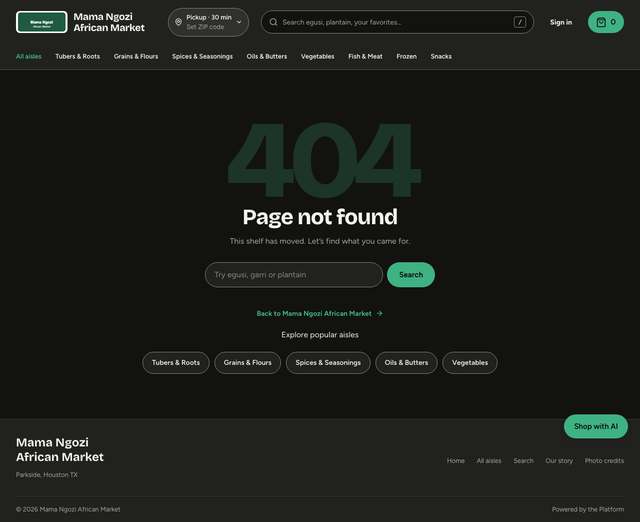 Mama Ngozi
African Market
Mama Ngozi
African Market
Pickup · 30 min
Set ZIP code
Search egusi, plantain, your favorites...
/
Sign in
0
All aisles
Tubers & Roots
Grains & Flours
Spices & Seasonings
Oils & Butters
Vegetables
Fish & Meat
Frozen
Snacks
404
Page not found
This shelf has moved. Let's find what you came for.
Try egusi, garri or plantain
Search
Back to Mama Ngozi African Market →
Explore popular aisles
Tubers & Roots
Grains & Flours
Spices & Seasonings
Oils & Butters
Vegetables
Shop with AI
Mama Ngozi
African Market
Parkside, Houston TX
Home
All aisles
Search
Our story
Photo credits
© 2026 Mama Ngozi African Market
Powered by the Platform